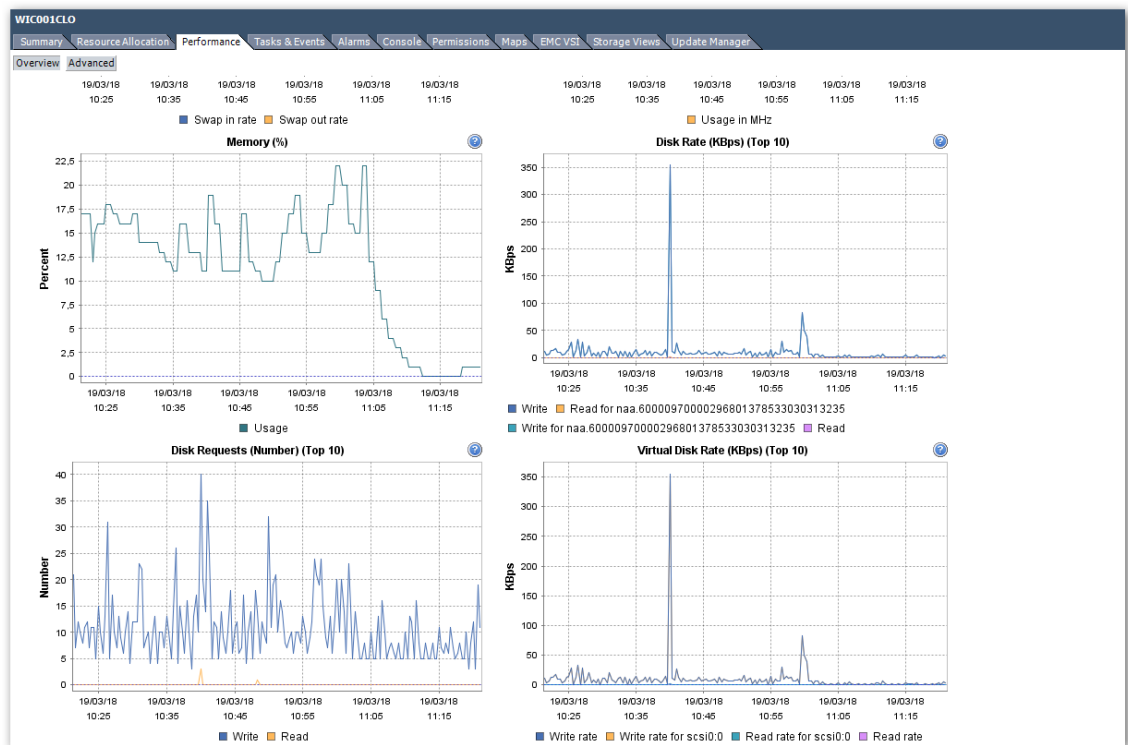 WIC001CLO
Summary Resource Allocation Performance Tasks & Events Alarms Console Permissions Maps EMC VSI Storage Views Update Manager
Overview Advanced
19/03/18 19/03/18 19/03/18 19/03/18 19/03/18 19/03/18
10:25 10:35 10:45 10:55 11:05 11:15
Swap in rate Swap out rate
19/03/18 19/03/18 19/03/18 19/03/18 19/03/18 19/03/18
10:25 10:35 10:45 10:55 11:05 11:15
Usage in MHz
Memory (%)
Percent
22,5
20
17,5
15
12,5
10
7,5
5
2,5
0
19/03/18 19/03/18 19/03/18 19/03/18 19/03/18 19/03/18
10:25 10:35 10:45 10:55 11:05 11:15
Usage
Disk Rate (KBps) (Top 10)
KBps
350
300
250
200
150
100
50
0
19/03/18 19/03/18 19/03/18 19/03/18 19/03/18 19/03/18
10:25 10:35 10:45 10:55 11:05 11:15
Write Read for naa.60000970000296801378533030313235
Write for naa.60000970000296801378533030313235 Read
Disk Requests (Number) (Top 10)
Number
40
35
30
25
20
15
10
5
0
19/03/18 19/03/18 19/03/18 19/03/18 19/03/18 19/03/18
10:25 10:35 10:45 10:55 11:05 11:15
Write Read
Virtual Disk Rate (KBps) (Top 10)
KBps
350
300
250
200
150
100
50
0
19/03/18 19/03/18 19/03/18 19/03/18 19/03/18 19/03/18
10:25 10:35 10:45 10:55 11:05 11:15
Write rate Write rate for scsi0:0 Read rate for scsi0:0 Read rate